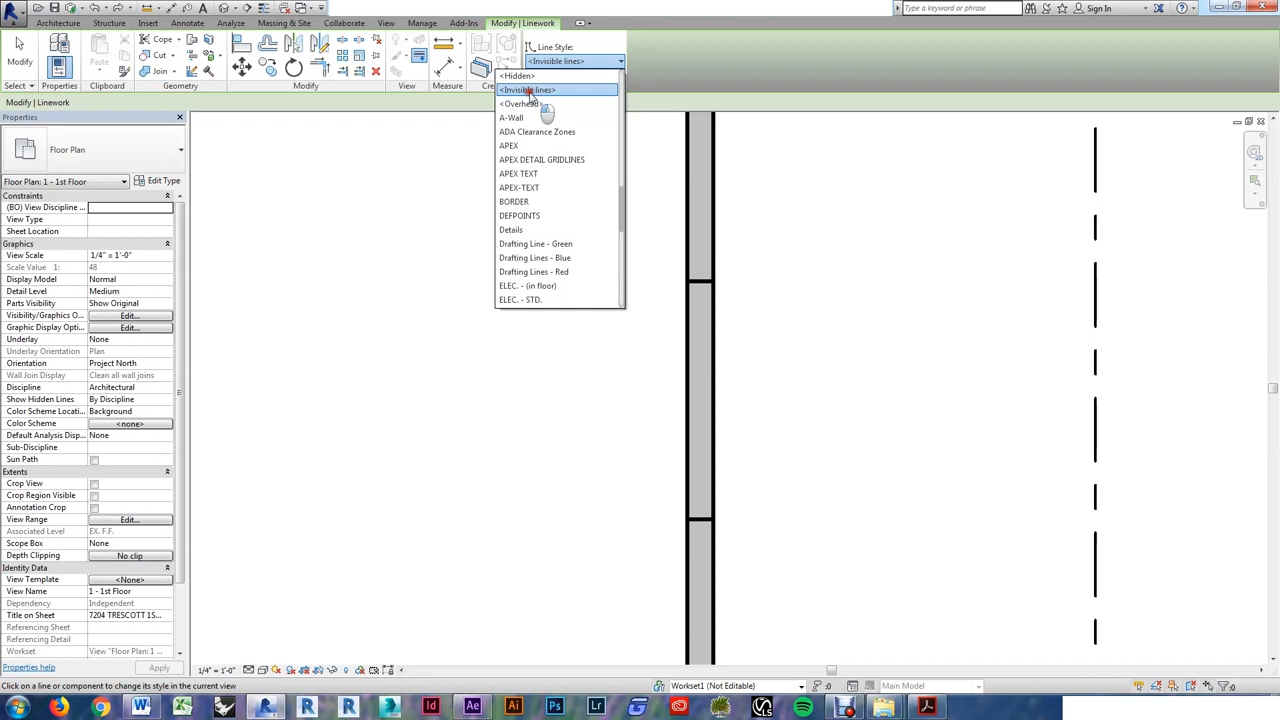 Type a keyword or phrase
Sign In
Architecture Structure Insert Annotate Analyze Massing & Site Collaborate View Manage Add-Ins Modify | Linework
Modify
Paste
Cope
Cut
Join
Line Style:
<Invisible lines>
Select Properties Clipboard Geometry Modify View Measure
Modify | Linework
<Hidden>
<Invisible lines>
<Overhead>
A-Wall
ADA Clearance Zones
APEX
APEX DETAIL GRIDLINES
APEX TEXT
APEX-TEXT
BORDER
DEFPOINTS
Details
Drafting Line - Green
Drafting Lines - Blue
Drafting Lines - Red
ELEC. - (in floor)
ELEC. - STD.
Properties
Floor Plan
Floor Plan: 1 - 1st Floor Edit Type
Constraints
(BO) View Discipline ...
View Type
Sheet Location
Graphics
View Scale 1/4" = 1'-0"
Scale Value 1: 48
Display Model Normal
Detail Level Medium
Parts Visibility Show Original
Visibility/Graphics O... Edit...
Graphic Display Opti... Edit...
Underlay None
Underlay Orientation Plan
Orientation Project North
Wall Join Display Clean all wall joins
Discipline Architectural
Show Hidden Lines By Discipline
Color Scheme Locati... Background
Color Scheme <none>
Default Analysis Disp... None
Sub-Discipline
Sun Path
Extents
Crop View
Crop Region Visible
Annotation Crop
View Range Edit...
Associated Level EX. F.F.
Scope Box None
Depth Clipping No clip
Identity Data
View Template <None>
View Name 1 - 1st Floor
Dependency Independent
Title on Sheet 7204 TRESCOTT 1S...
Referencing Sheet
Referencing Detail
Workset View "Floor Plan: 1 ...
Properties help Apply
1/4" = 1'-0"
Click on a line or component to change its style in the current view
Workset1 (Not Editable)
:0
Main Model
:0